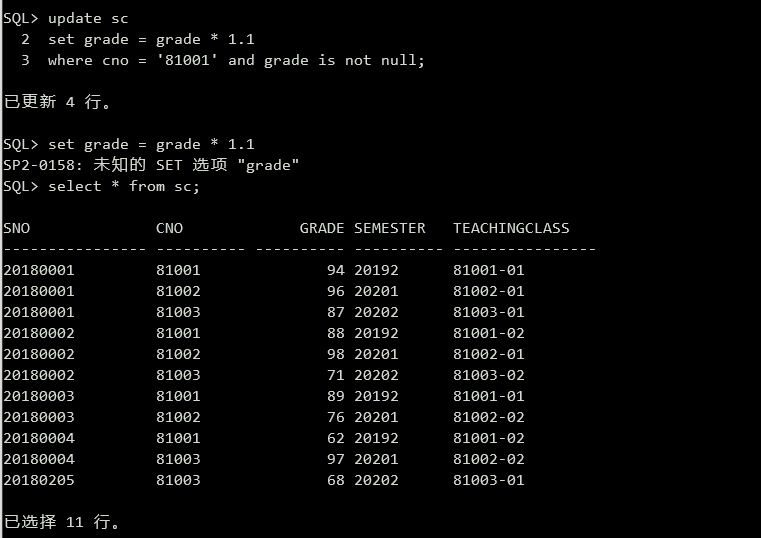 SQL> update sc
  2  set grade = grade * 1.1
  3  where cno = '81001' and grade is not null;
已更新 4 行。
SQL> set grade = grade * 1.1
SP2-0158: 未知的 SET 选项 "grade"
SQL> select * from sc;
SNO              CNO             GRADE SEMESTER   TEACHINGCLASS
---------------- ---------- ---------- ---------- ----------------
20180001         81001              94 20192      81001-01
20180001         81002              96 20201      81002-01
20180001         81003              87 20202      81003-01
20180002         81001              88 20192      81001-02
20180002         81002              98 20201      81002-01
20180002         81003              71 20202      81003-02
20180003         81001              89 20192      81001-01
20180003         81002              76 20201      81002-02
20180004         81001              62 20192      81001-02
20180004         81003              97 20201      81002-02
20180205         81003              68 20202      81003-01
已选择 11 行。